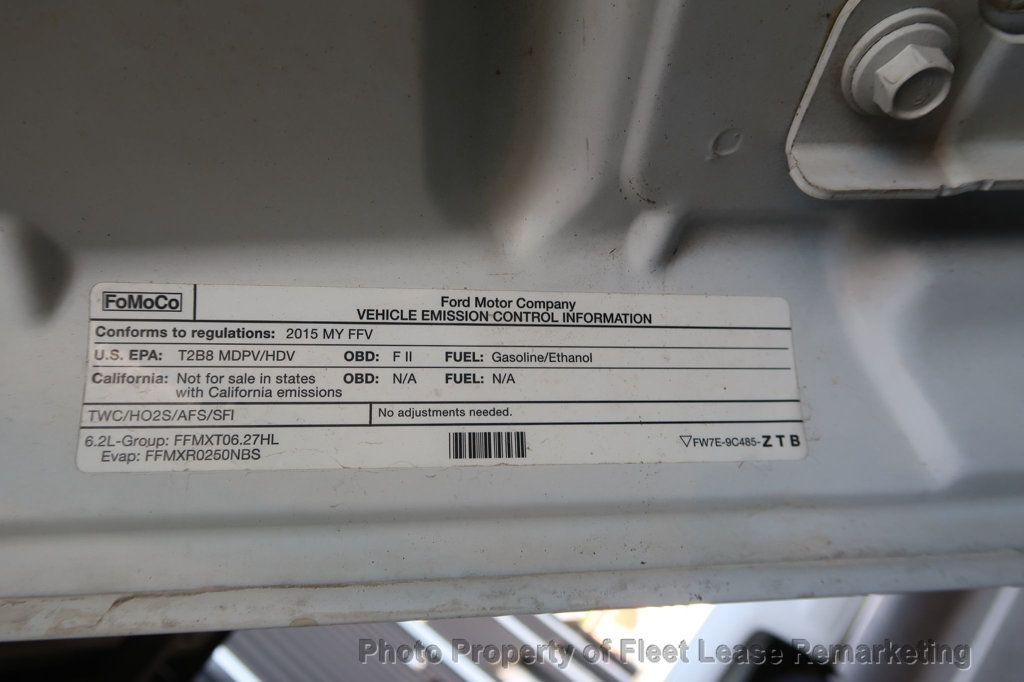 FoMoCo
Ford Motor Company
VEHICLE EMISSION CONTROL INFORMATION
Conforms to regulations: 2015 MY FFV
U.S. EPA: T2B8 MDPV/HDV OBD: F II FUEL: Gasoline/Ethanol
California: Not for sale in states OBD: N/A FUEL: N/A
with California emissions
TWC/HO2S/AFS/SFI No adjustments needed.
6.2L-Group: FFMXT06.27HL
Evap: FFMXR0250NBS
▽FW7E-9C485-ZTB
Photo Property of Fleet Lease Remarketing